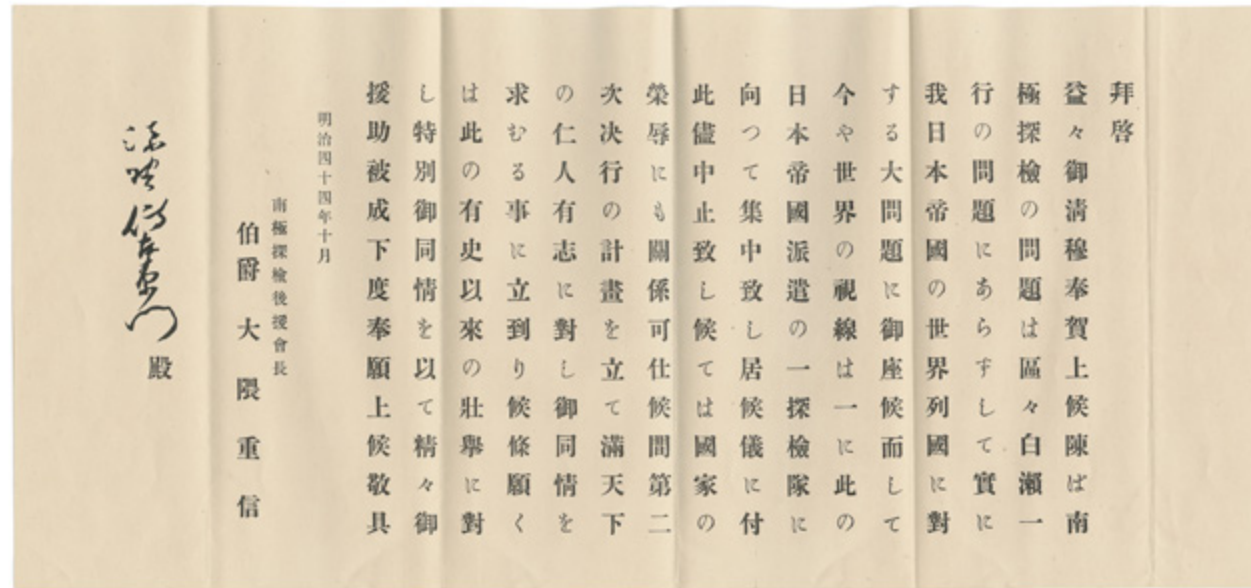 拜啓
益々御淸穆奉賀上候陳ば南
極探檢の問題は區々白瀨一
行の問題にあらすして實に
我日本帝國の世界列國に對
する大問題に御座候而して
今や世界の視線は一に此の
日本帝國派遣の一探檢隊に
向つて集中致し居候儀に付
此儘中止致し候ては國家の
榮辱にも關係可仕候間第二
次决行の計畫を立て滿天下
の仁人有志に對し御同情を
求むる事に立到り候條願く
は此の有史以來の壯擧に對
し特別御同情を以て精々御
援助被成下度奉願上候敬具
明治四十四年十月
南極探檢後援會長
伯爵 大隈重信
殿